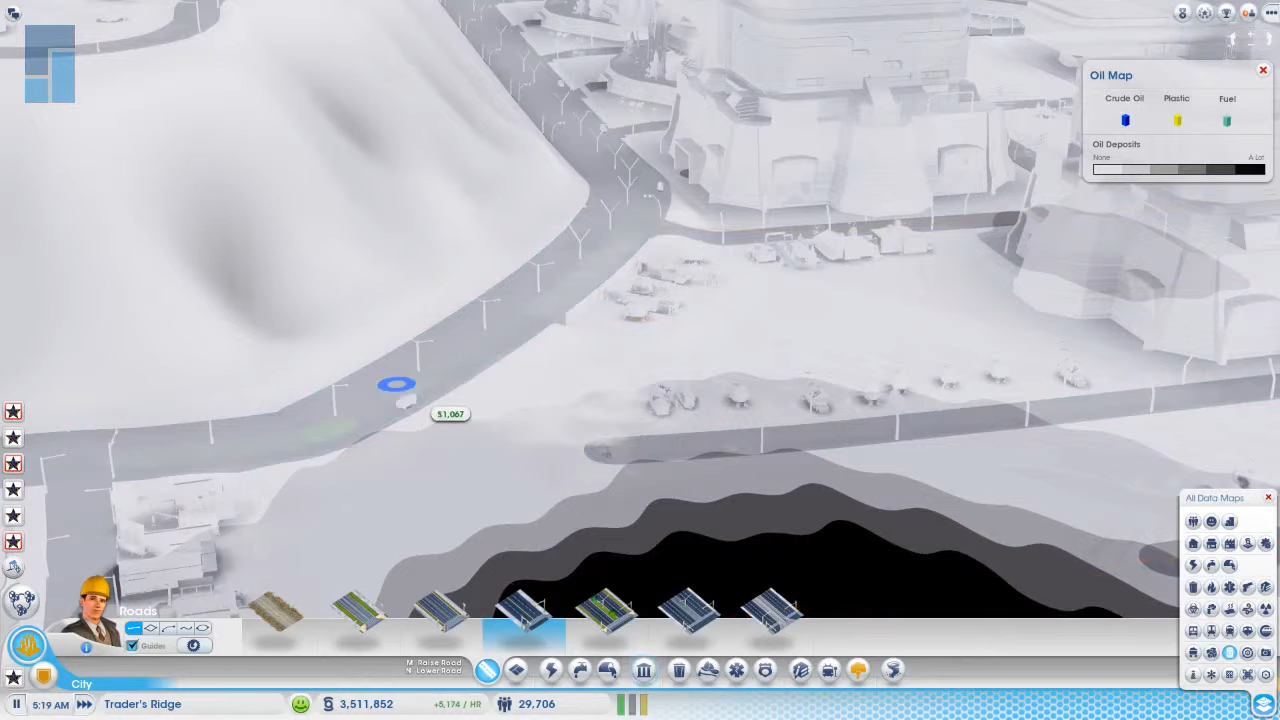 Oil Map
Crude Oil Plastic Fuel
Oil Deposits
None A Lot
$1,067
All Data Maps
Roads
Guides
M Raise Road
N Lower Road
City
5:19 AM Trader's Ridge 3,511,852 +5,174 / HR 29,706